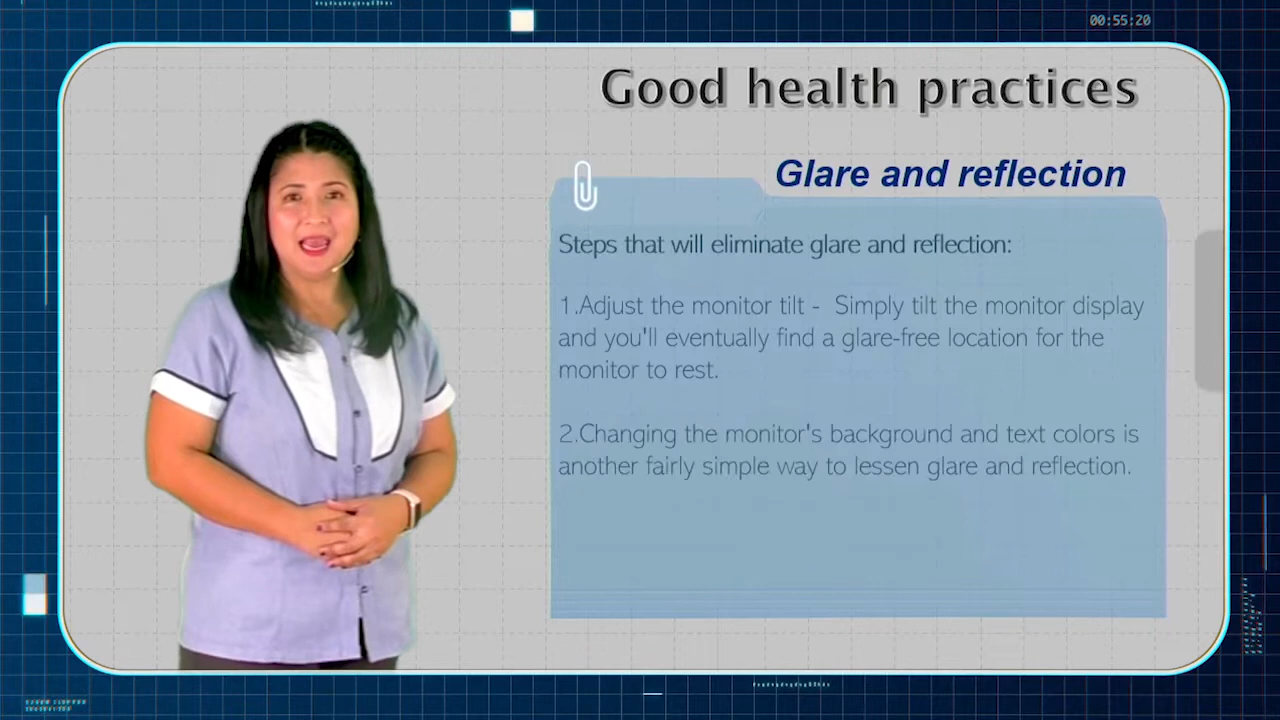 00:55:20
Good health practices
Glare and reflection
Steps that will eliminate glare and reflection:
1.Adjust the monitor tilt - Simply tilt the monitor display
and you'll eventually find a glare-free location for the
monitor to rest.
2.Changing the monitor's background and text colors is
another fairly simple way to lessen glare and reflection.